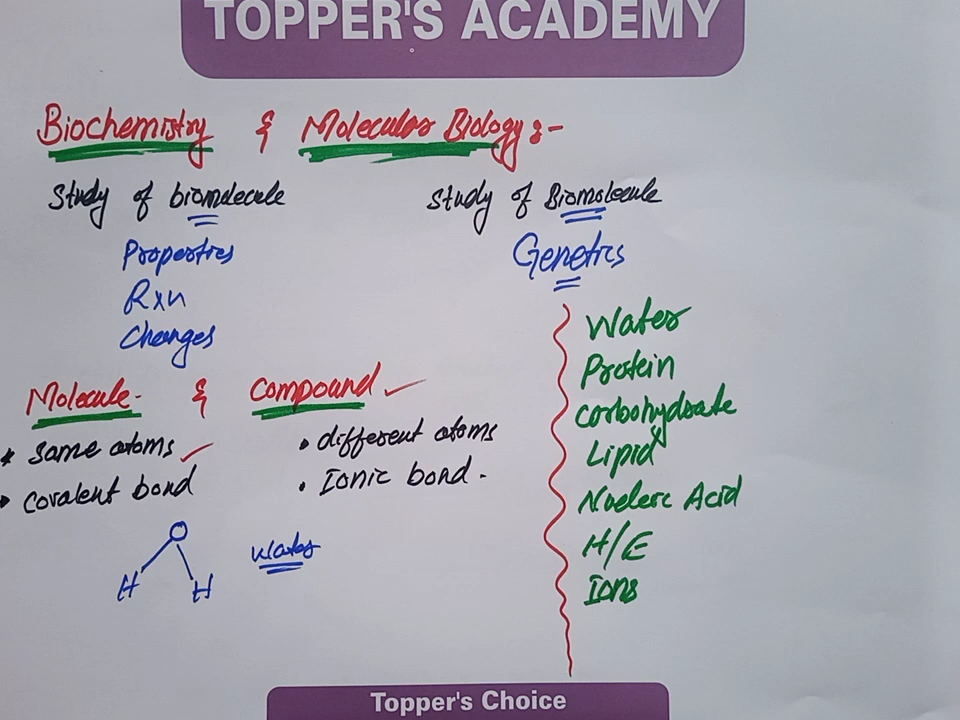 TOPPER'S ACADEMY
Biochemistry & Molecular Biology :-
Study of biomolecule
Properties
Rxn
Changes
Study of Biomolecule
Genetics
Water
Protein
Carbohydrate
Lipid
Nucleic Acid
H/E
Ions
Molecule - & Compound ✓
* same atoms ✓
• covalent bond
• different atoms
• Ionic bond -
O
H H
Water
Topper's Choice